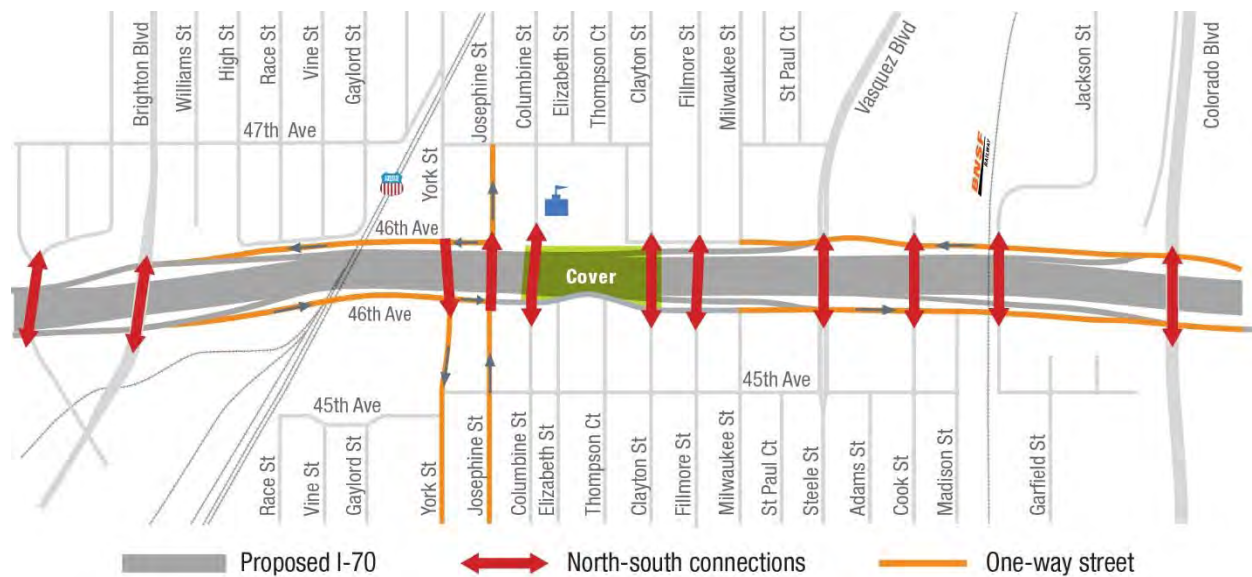 Brighton Blvd
Williams St
High St
Race St
Vine St
Gaylord St
York St
Josephine St
Columbine St
Elizabeth St
Thompson Ct
Clayton St
Fillmore St
Milwaukee St
St Paul Ct
Vasquez Blvd
BNSF
RAILWAY
Jackson St
Colorado Blvd
47th Ave
46th Ave
Cover
46th Ave
45th Ave
45th Ave
Race St
Vine St
Gaylord St
York St
Josephine St
Columbine St
Elizabeth St
Thompson Ct
Clayton St
Fillmore St
Milwaukee St
St Paul Ct
Steele St
Adams St
Cook St
Madison St
Garfield St
Proposed I-70
North-south connections
One-way street